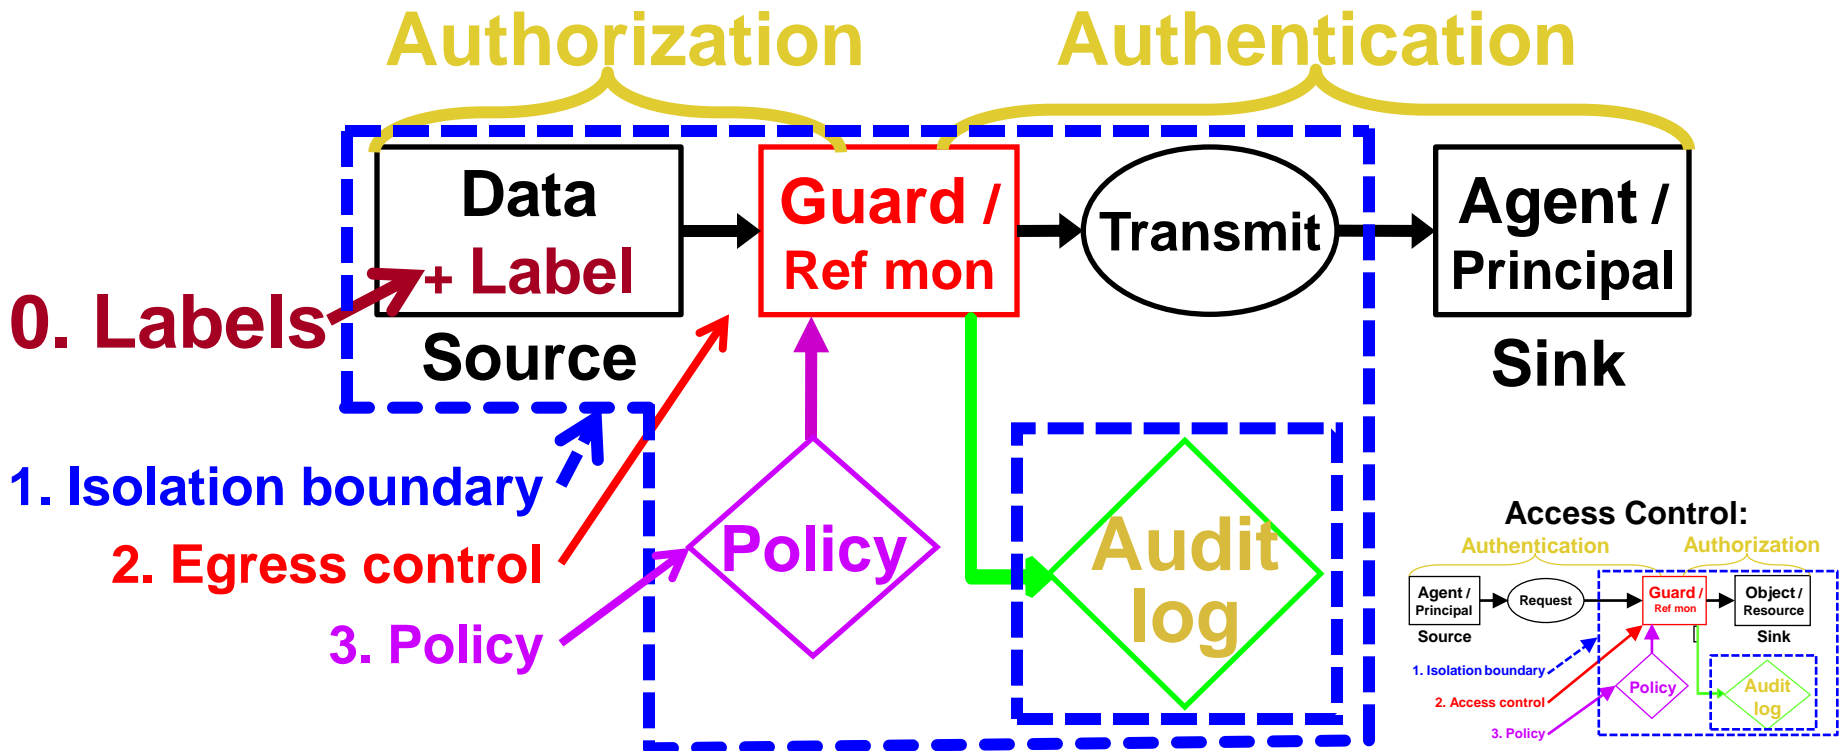 Authorization
Authentication
Data
+ Label
Guard /
Ref mon
Transmit
Agent /
Principal
0. Labels
Source
Sink
1. Isolation boundary
2. Egress control
3. Policy
Policy
Audit
log
Access Control:
Authentication
Authorization
Agent /
Principal
Request
Guard /
Ref mon
Object /
Resource
Source
Sink
1. Isolation boundary
2. Access control
3. Policy
Policy
Audit
log